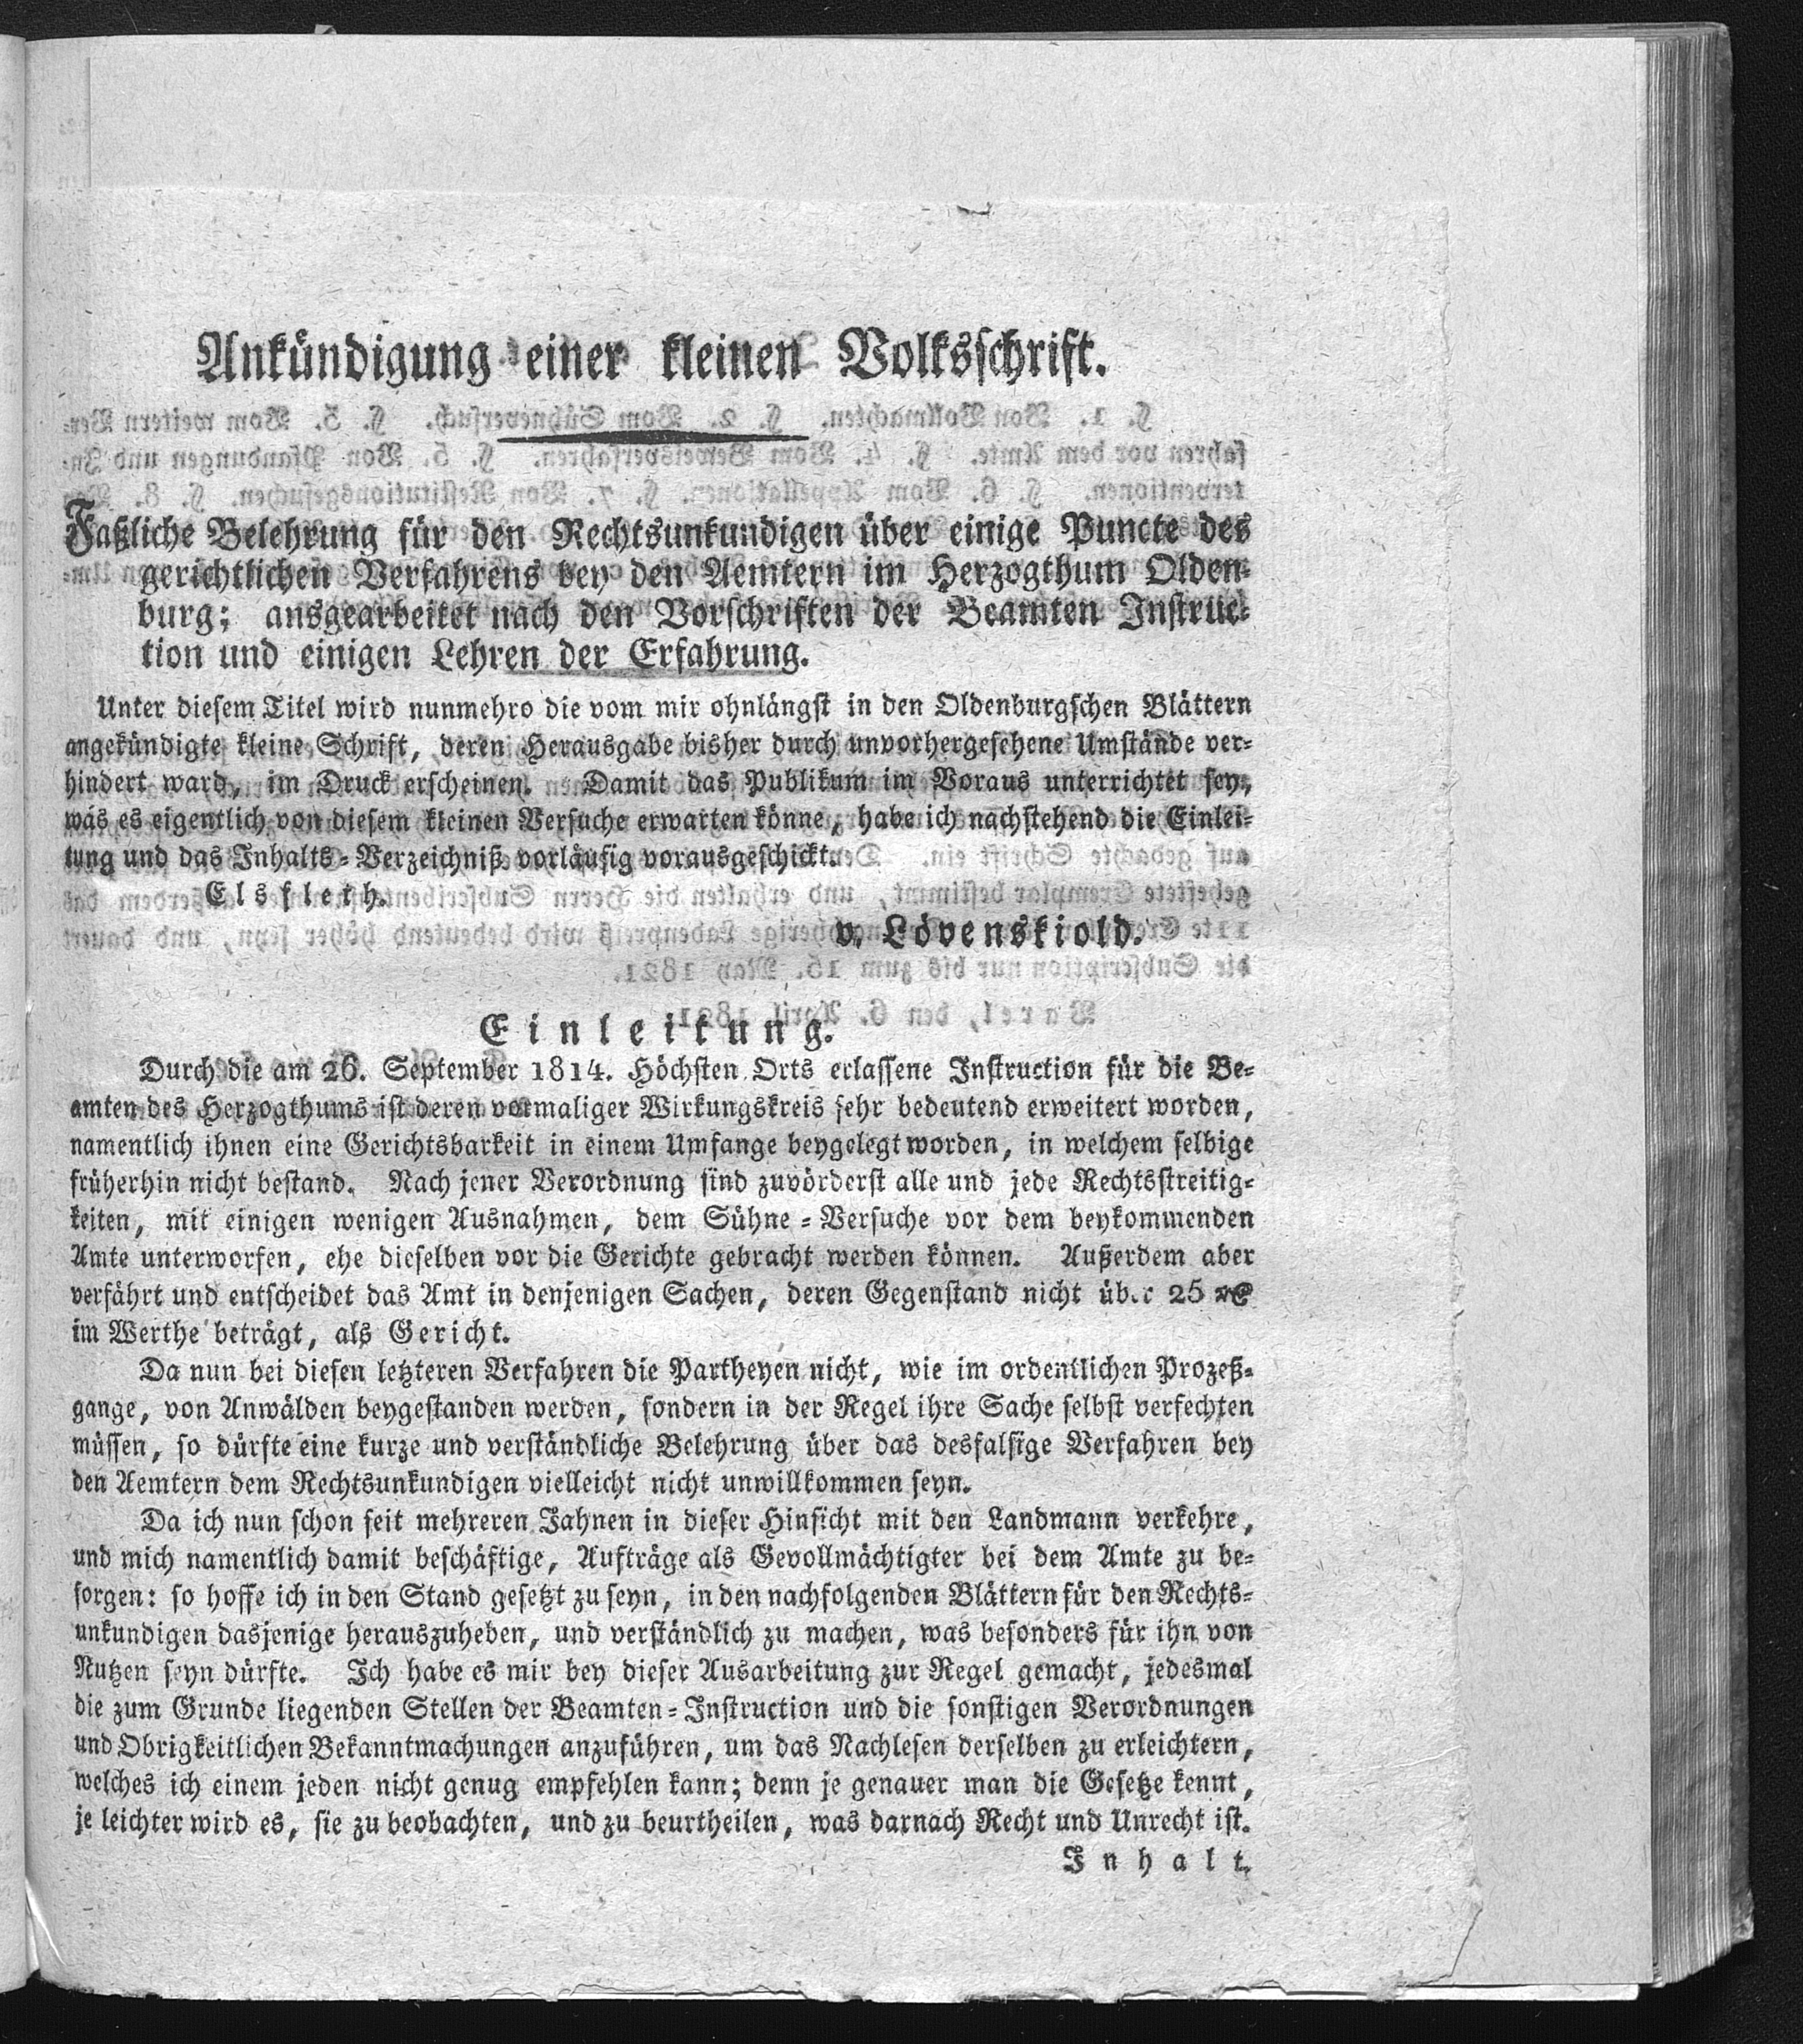 Ankündigung einer kleinen Volksschrift.
Faßliche Belehrung für den Rechtsunkundigen über einige Puncte des
gerichtlichen Verfahrens bey den Aemtern im Herzogthum Olden-
burg; ansgearbeitet nach den Vorschriften der Beamten Instruc-
tion und einigen Lehren der Erfahrung.
Unter diesem Titel wird nunmehro die vom mir ohnlängst in den Oldenburgschen Blättern
angekündigte kleine Schrift, deren Herausgabe bisher durch unvorhergesehene Umstände ver-
hindert ward, im Druck erscheinen. Damit das Publikum im Voraus unterrichtet sey,
was es eigentlich von diesem kleinen Versuche erwarten könne, habe ich nachstehend die Einlei-
tung und das Inhalts-Verzeichniß vorläufig vorausgeschickt.
Elsfleth.
v. Lövenskiold.
Einleitung.
Durch die am 26. September 1814. Höchsten Orts erlassene Instruction für die Be-
amten des Herzogthums ist deren vormaliger Wirkungskreis sehr bedeutend erweitert worden,
namentlich ihnen eine Gerichtsbarkeit in einem Umfange beygelegt worden, in welchem selbige
früherhin nicht bestand. Nach jener Verordnung sind zuvörderst alle und jede Rechtsstreitig-
keiten, mit einigen wenigen Ausnahmen, dem Sühne-Versuche vor dem beykommenden
Amte unterworfen, ehe dieselben vor die Gerichte gebracht werden können. Außerdem aber
verfährt und entscheidet das Amt in denjenigen Sachen, deren Gegenstand nicht über 25
im Werthe beträgt, als Gericht.
Da nun bei diesen letzteren Verfahren die Partheyen nicht, wie im ordentlichen Prozeß-
gange, von Anwälden beygestanden werden, sondern in der Regel ihre Sache selbst verfechten
müssen, so dürfte eine kurze und verständliche Belehrung über das desfalsige Verfahren bey
den Aemtern dem Rechtsunkundigen vielleicht nicht unwillkommen seyn.
Da ich nun schon seit mehreren Jahnen in dieser Hinsicht mit den Landmann verkehre,
und mich namentlich damit beschäftige, Aufträge als Gevollmächtigter bei dem Amte zu be-
sorgen: so hoffe ich in den Stand gesetzt zu seyn, in den nachfolgenden Blättern für den Rechts-
unkundigen dasjenige herauszuheben, und verständlich zu machen, was besonders für ihn von
Nutzen seyn dürfte. Ich habe es mir bey dieser Ausarbeitung zur Regel gemacht, jedesmal
die zum Grunde liegenden Stellen der Beamten-Instruction und die sonstigen Verordnungen
und Obrigkeitlichen Bekanntmachungen anzuführen, um das Nachlesen derselben zu erleichtern,
welches ich einem jeden nicht genug empfehlen kann; denn je genauer man die Gesetze kennt,
je leichter wird es, sie zu beobachten, und zu beurtheilen, was darnach Recht und Unrecht ist.
Inhalt.